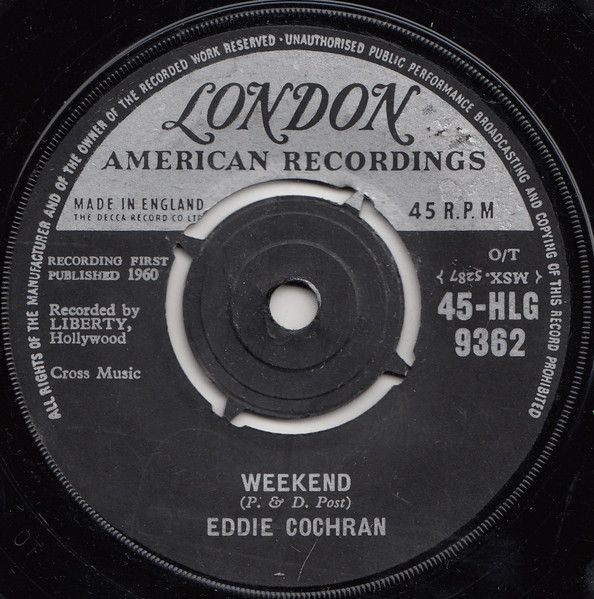 ALL RIGHTS OF THE MANUFACTURER AND OF THE OWNER OF THE RECORDED WORK RESERVED · UNAUTHORISED PUBLIC PERFORMANCE BROADCASTING AND COPYING OF THIS RECORD PROHIBITED
LONDON
AMERICAN RECORDINGS
MADE IN ENGLAND
THE DECCA RECORD CO LTD
45 R.P.M
RECORDING FIRST
PUBLISHED 1960
O/T
{ MSX.5287 }
Recorded by
LIBERTY,
Hollywood
45-HLG
9362
Cross Music
WEEKEND
(P. & D. Post)
EDDIE COCHRAN